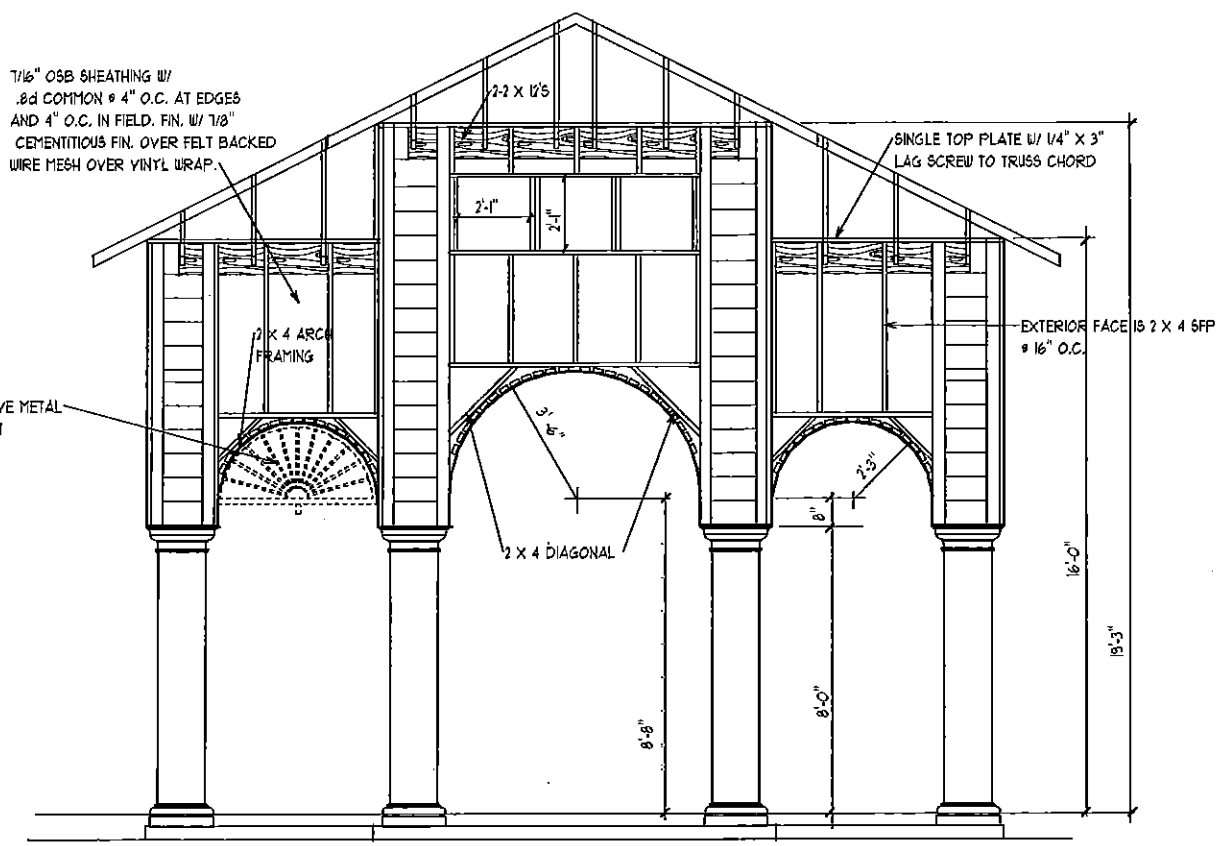 7/16" OSB SHEATHING W/
.8d COMMON @ 4" O.C. AT EDGES
AND 4" O.C. IN FIELD. FIN. W/ 7/8"
CEMENTITIOUS FIN. OVER FELT BACKED
WIRE MESH OVER VINYL WRAP.
2-2 X 12'S
SINGLE TOP PLATE W/ 1/4" X 3"
LAG SCREW TO TRUSS CHORD
2'-1"
2'-1"
2 X 4 ARCH
FRAMING
EXTERIOR FACE IS 2 X 4 SFP
@ 16" O.C.
METAL
2'-3"
8"
2 X 4 DIAGONAL
16'-0"
19'-3"
8'-8"
8'-0"